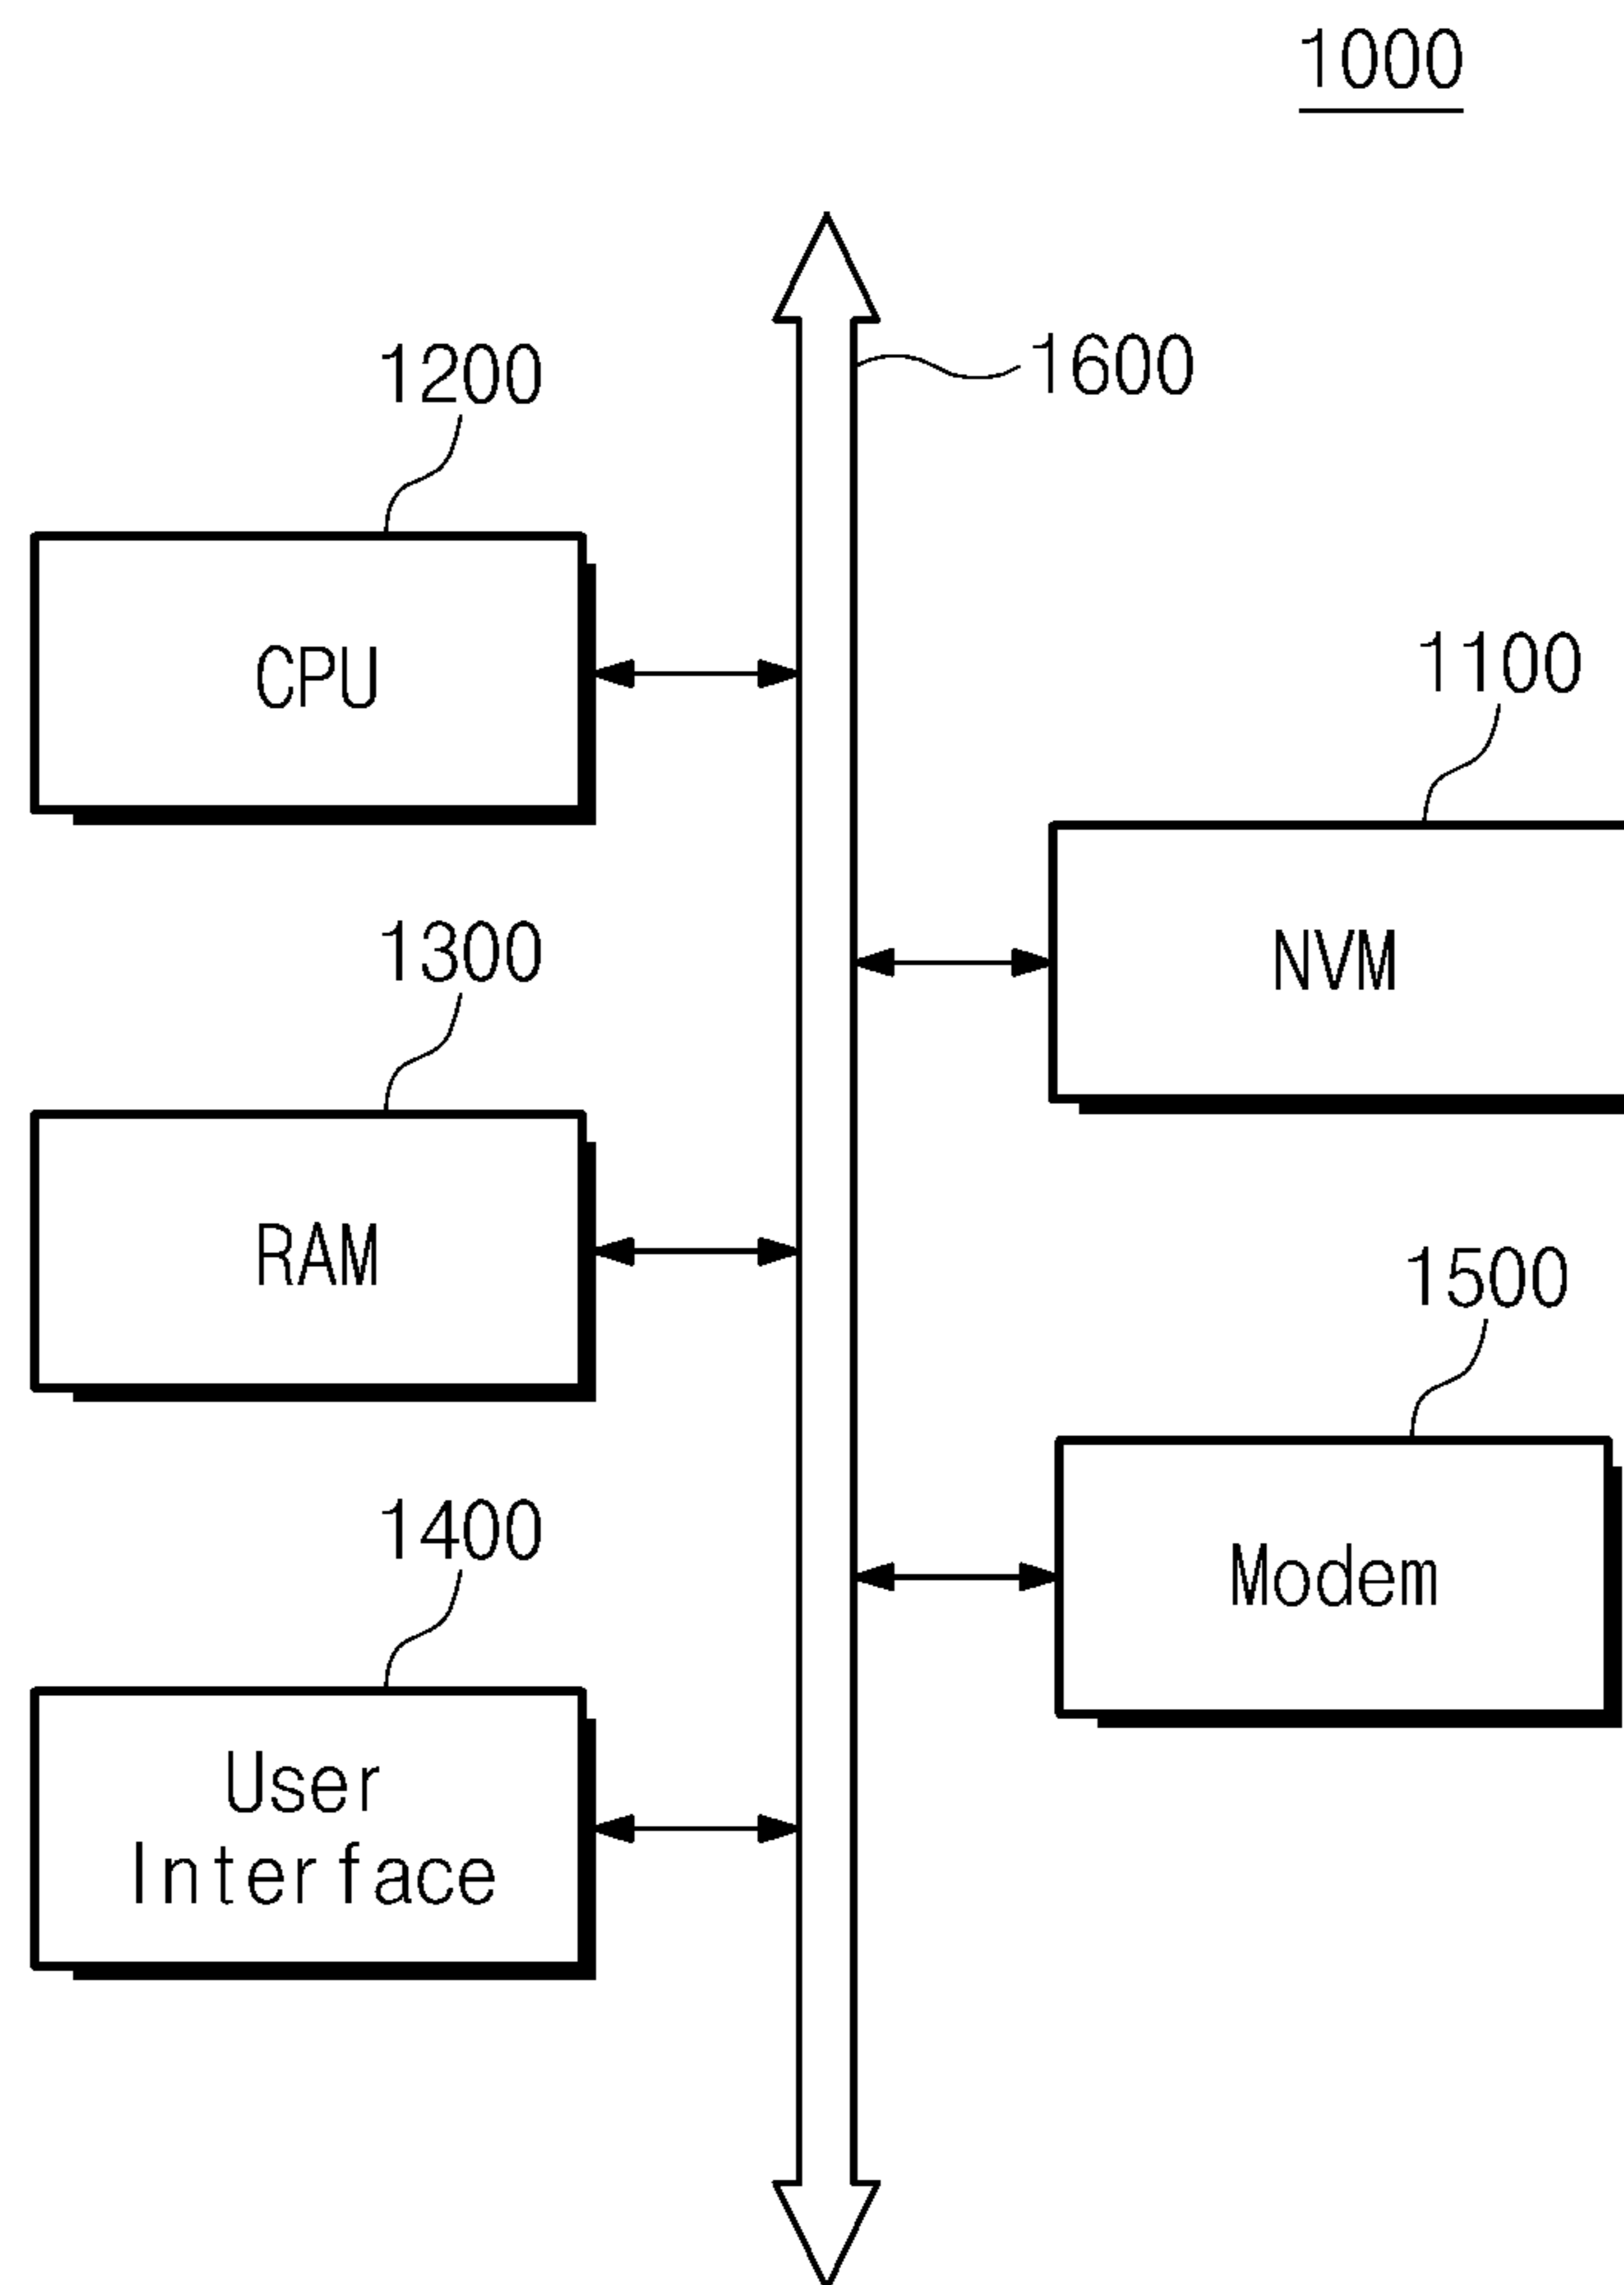 1000
1600
1200
CPU
1100
NVM
1300
RAM
1500
Modem
1400
User
Interface